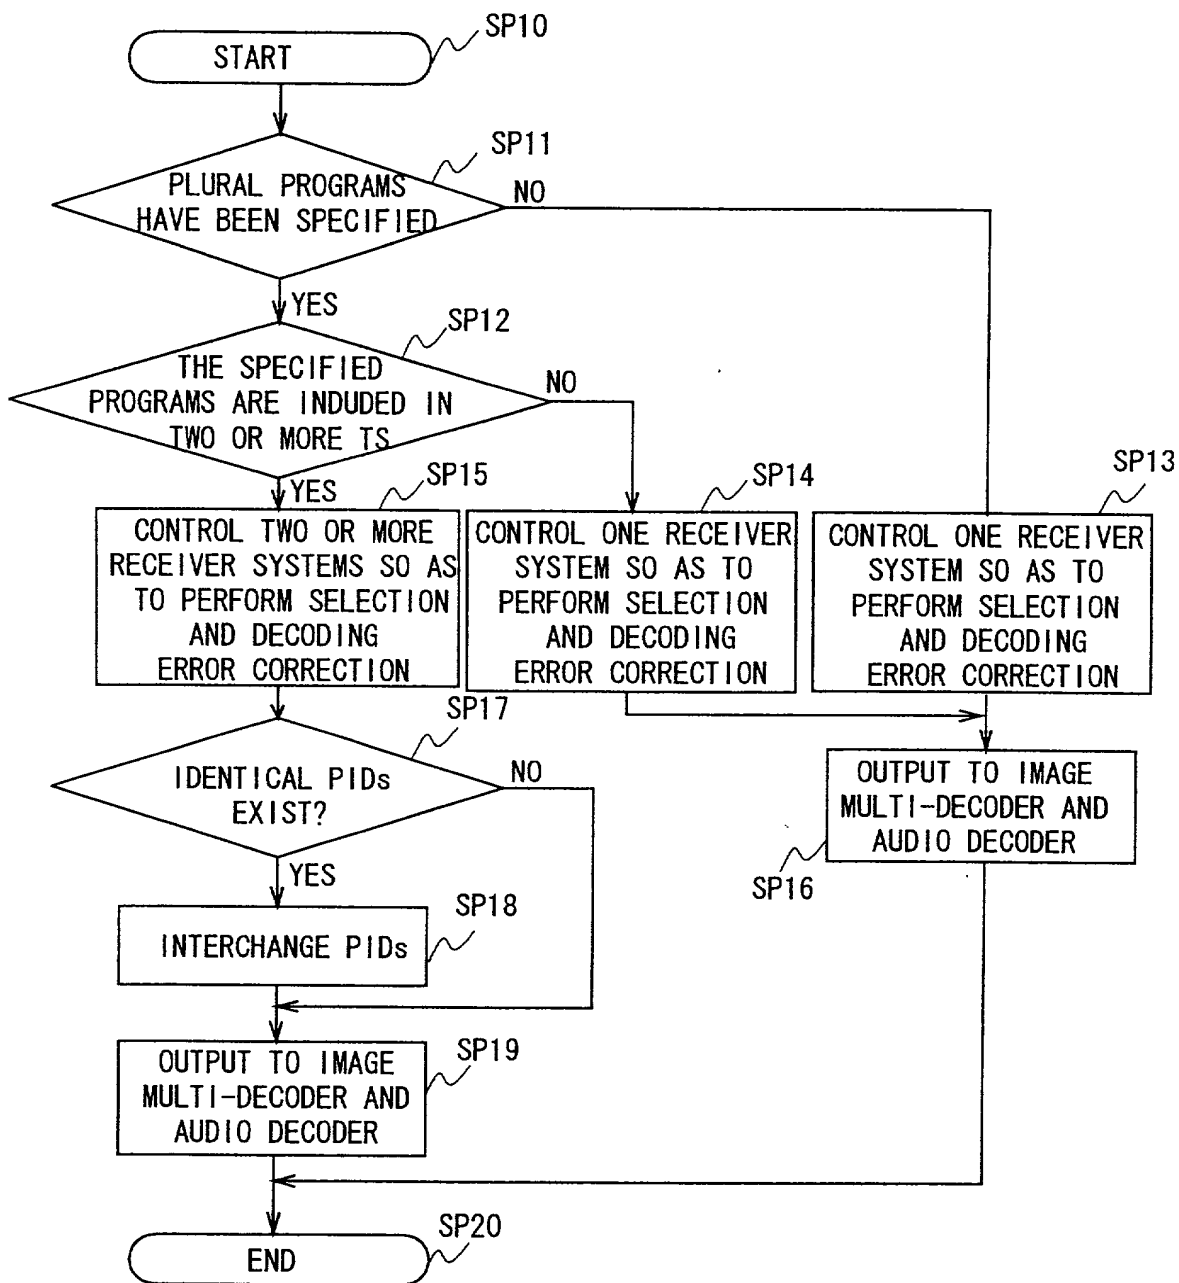 SP10
START
SP11
PLURAL PROGRAMS
HAVE BEEN SPECIFIED
NO
YES
SP12
THE SPECIFIED
PROGRAMS ARE INDUDED IN
TWO OR MORE TS
NO
YES
SP15
CONTROL TWO OR MORE
RECEIVER SYSTEMS SO AS
TO PERFORM SELECTION
AND DECODING
ERROR CORRECTION
SP14
CONTROL ONE RECEIVER
SYSTEM SO AS TO
PERFORM SELECTION
AND DECODING
ERROR CORRECTION
SP13
CONTROL ONE RECEIVER
SYSTEM SO AS TO
PERFORM SELECTION
AND DECODING
ERROR CORRECTION
SP17
IDENTICAL PIDs
EXIST?
NO
YES
OUTPUT TO IMAGE
MULTI-DECODER AND
AUDIO DECODER
SP16
SP18
INTERCHANGE PIDs
SP19
OUTPUT TO IMAGE
MULTI-DECODER AND
AUDIO DECODER
SP20
END